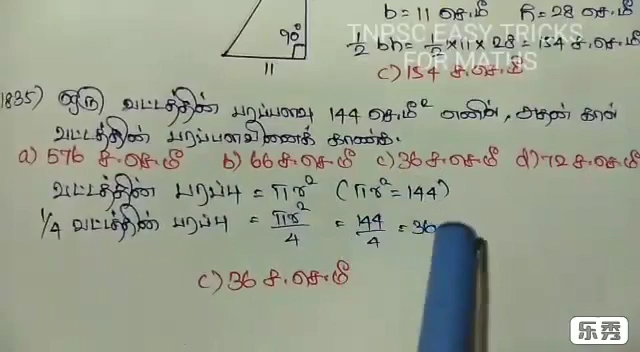 b = 11 செ.மீ h = 28 செ.மீ
TNPSC EASY TRICKS
FOR MATHS
90°
11
1/2 bh = 1/2 × 11 × 28 = 154 ச.செ.மீ
c) 154 ச.செ.மீ
1835) ஒரு வட்டத்தின் பரப்பளவு 144 செ.மீ² எனின், அதன் கால்
வட்டத்தின் பரப்பளவினைக் காண்க.
a) 576 ச.செ.மீ b) 66 ச.செ.மீ c) 36 ச.செ.மீ d) 72 ச.செ.மீ
வட்டத்தின் பரப்பு = πr² (πr² = 144)
1/4 வட்டத்தின் பரப்பு = πr²/4 = 144/4 = 36
c) 36 ச.செ.மீ
乐秀